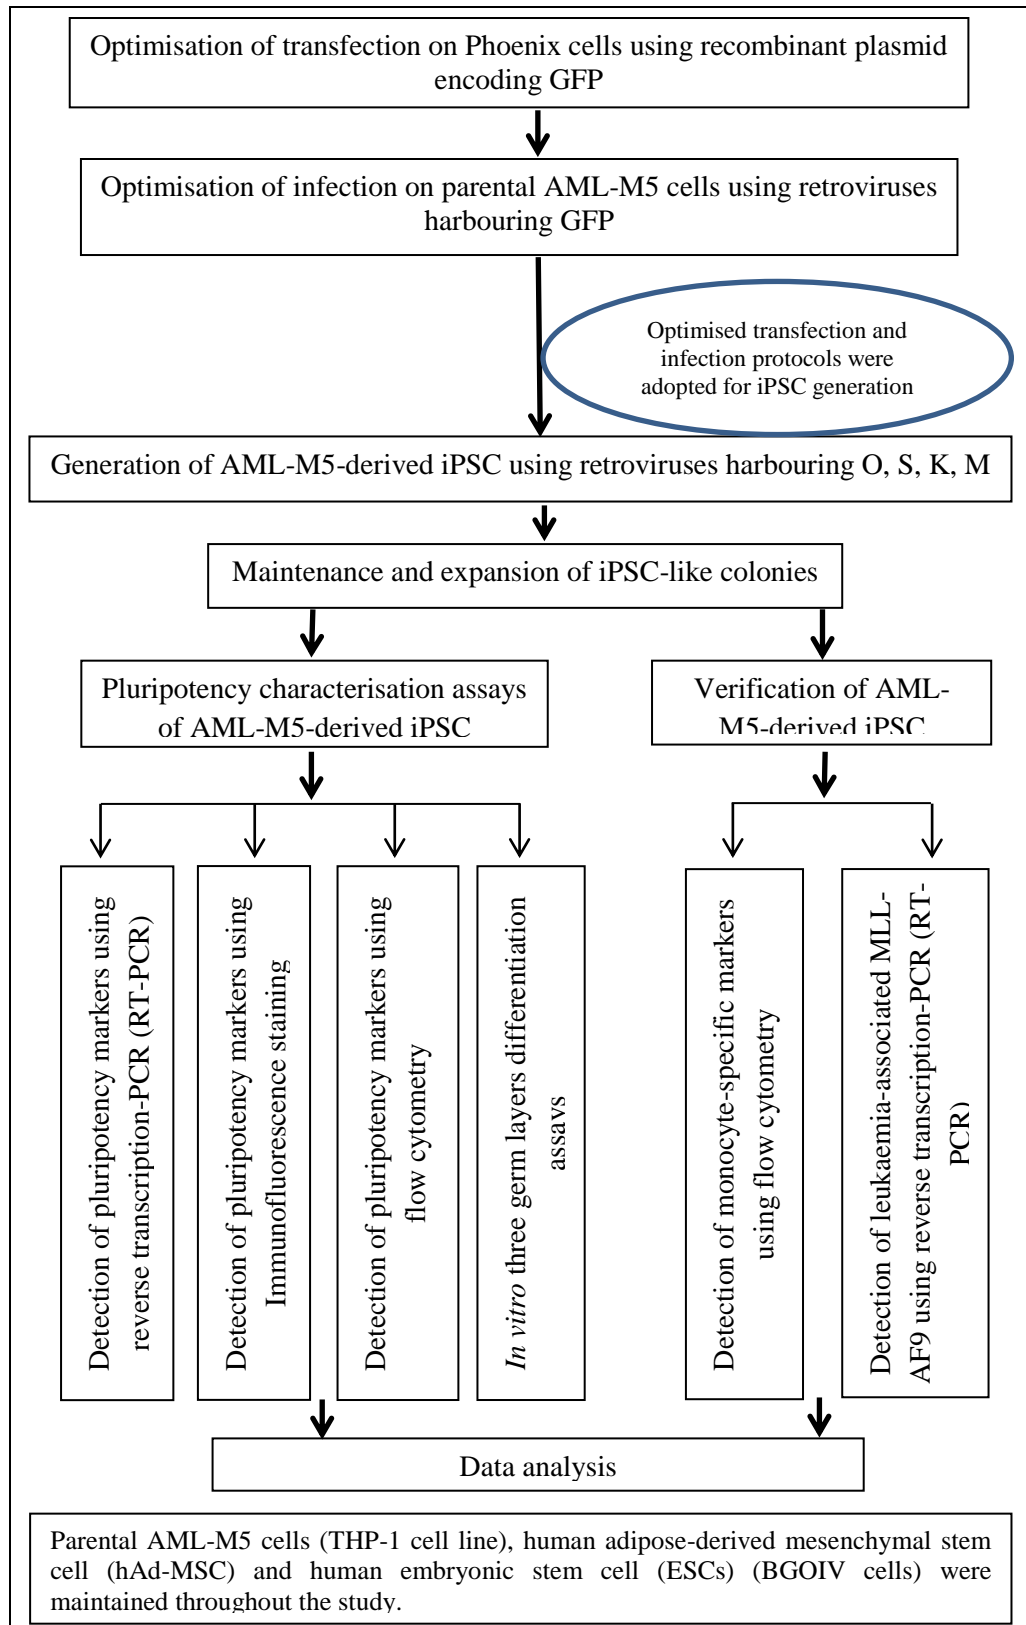 Optimisation of transfection on Phoenix cells using recombinant plasmid
encoding GFP
Optimisation of infection on parental AML-M5 cells using retroviruses
harbouring GFP
Optimised transfection and
infection protocols were
adopted for iPSC generation
Generation of AML-M5-derived iPSC using retroviruses harbouring O, S, K, M
Maintenance and expansion of iPSC-like colonies
Pluripotency characterisation assays
of AML-M5-derived iPSC
Verification of AML-
M5-derived iPSC
Detection of pluripotency markers using
reverse transcription-PCR (RT-PCR)
Detection of pluripotency markers using
Immunofluorescence staining
Detection of pluripotency markers using
flow cytometry
In vitro three germ layers differentiation
assays
Detection of monocyte-specific markers
using flow cytometry
Detection of leukaemia-associated MLL-
AF9 using reverse transcription-PCR (RT-
PCR)
Data analysis
Parental AML-M5 cells (THP-1 cell line), human adipose-derived mesenchymal stem
cell (hAd-MSC) and human embryonic stem cell (ESCs) (BGOIV cells) were
maintained throughout the study.